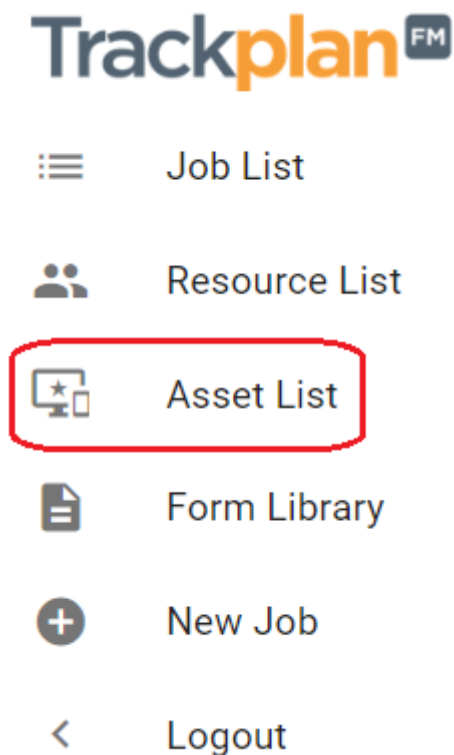 Trackplan FM
Job List
Resource List
Asset List
Form Library
New Job
Logout